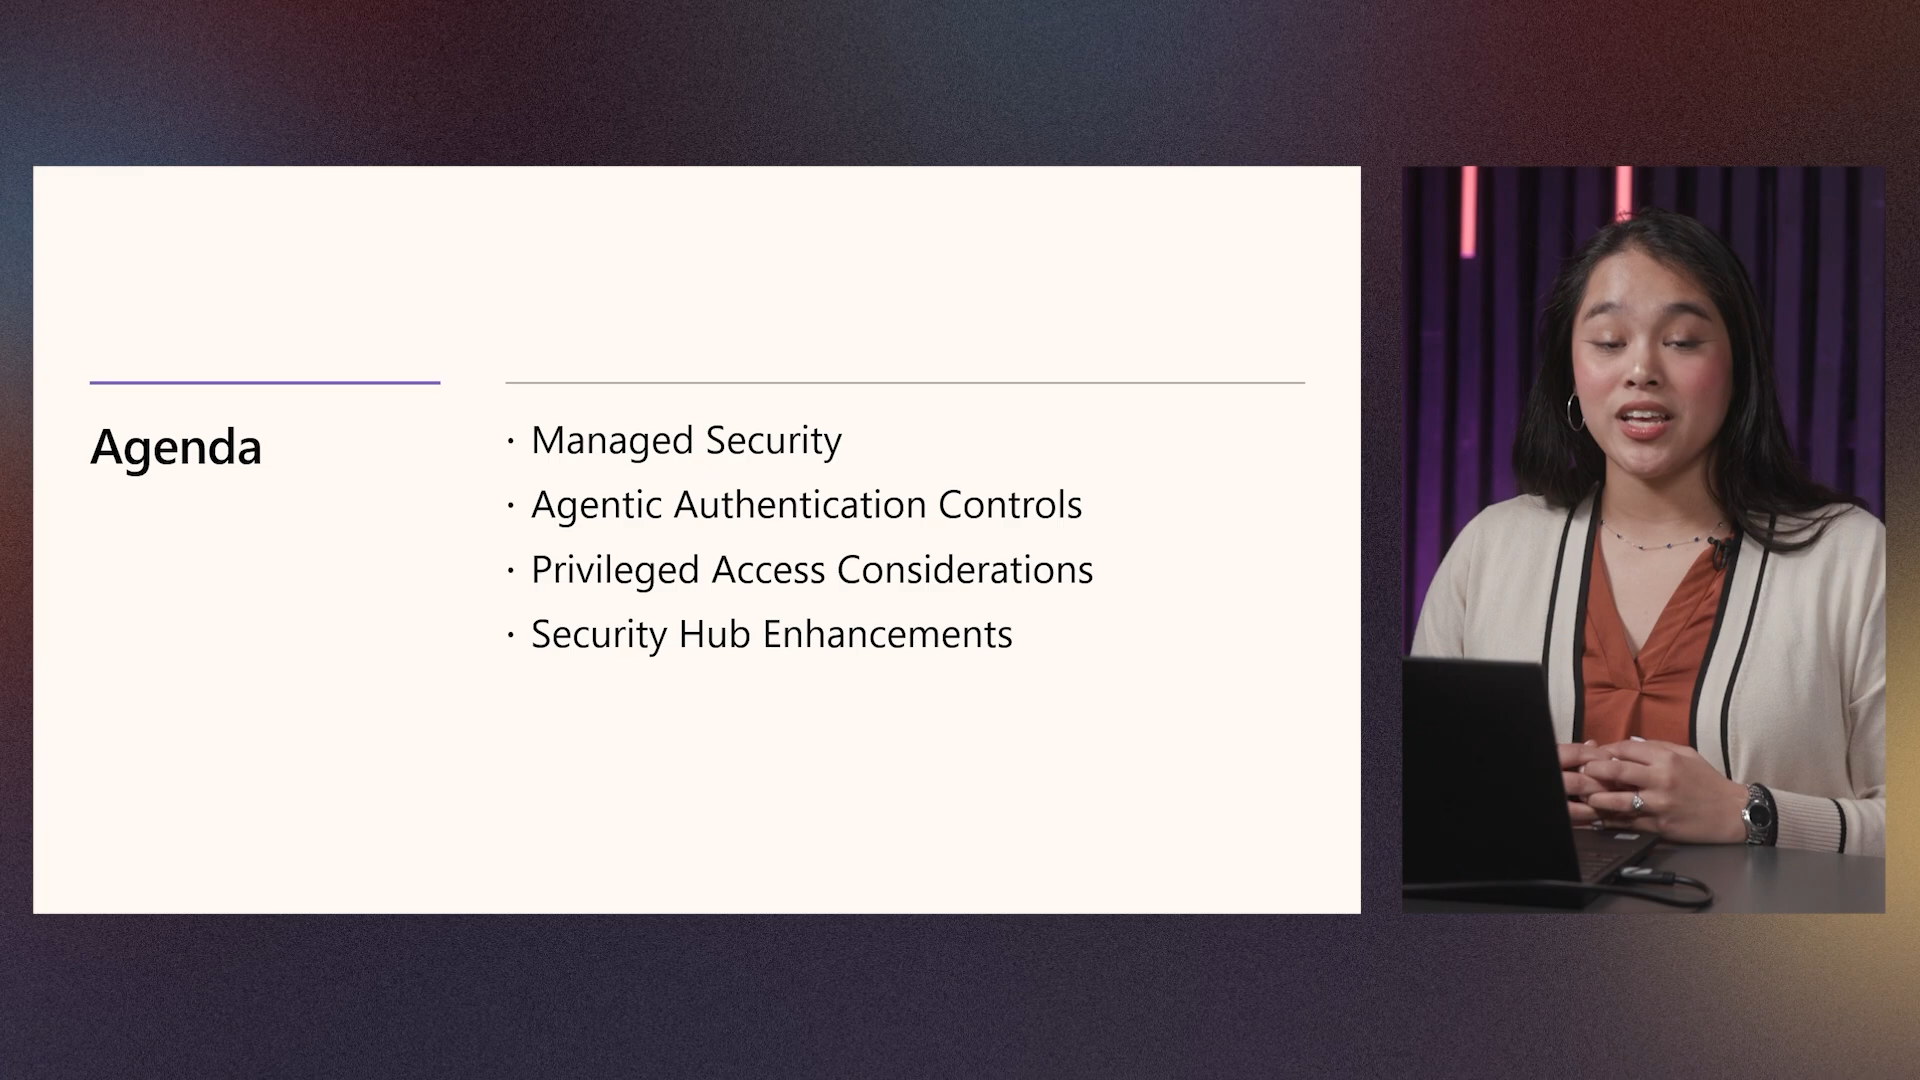 Agenda
· Managed Security
· Agentic Authentication Controls
· Privileged Access Considerations
· Security Hub Enhancements